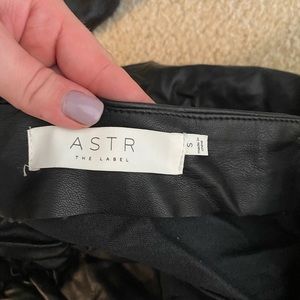 ASTR
THE LABEL
S